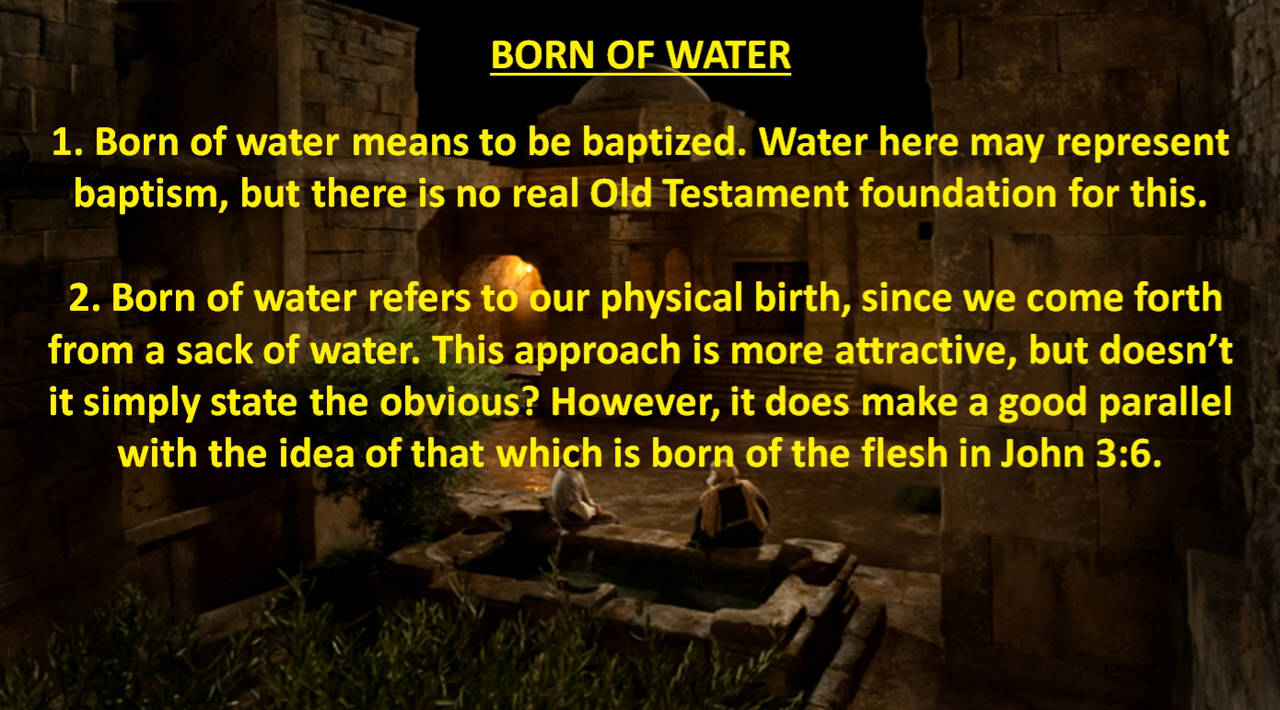 BORN OF WATER
1. Born of water means to be baptized. Water here may represent
baptism, but there is no real Old Testament foundation for this.
2. Born of water refers to our physical birth, since we come forth
from a sack of water. This approach is more attractive, but doesn’t
it simply state the obvious? However, it does make a good parallel
with the idea of that which is born of the flesh in John 3:6.